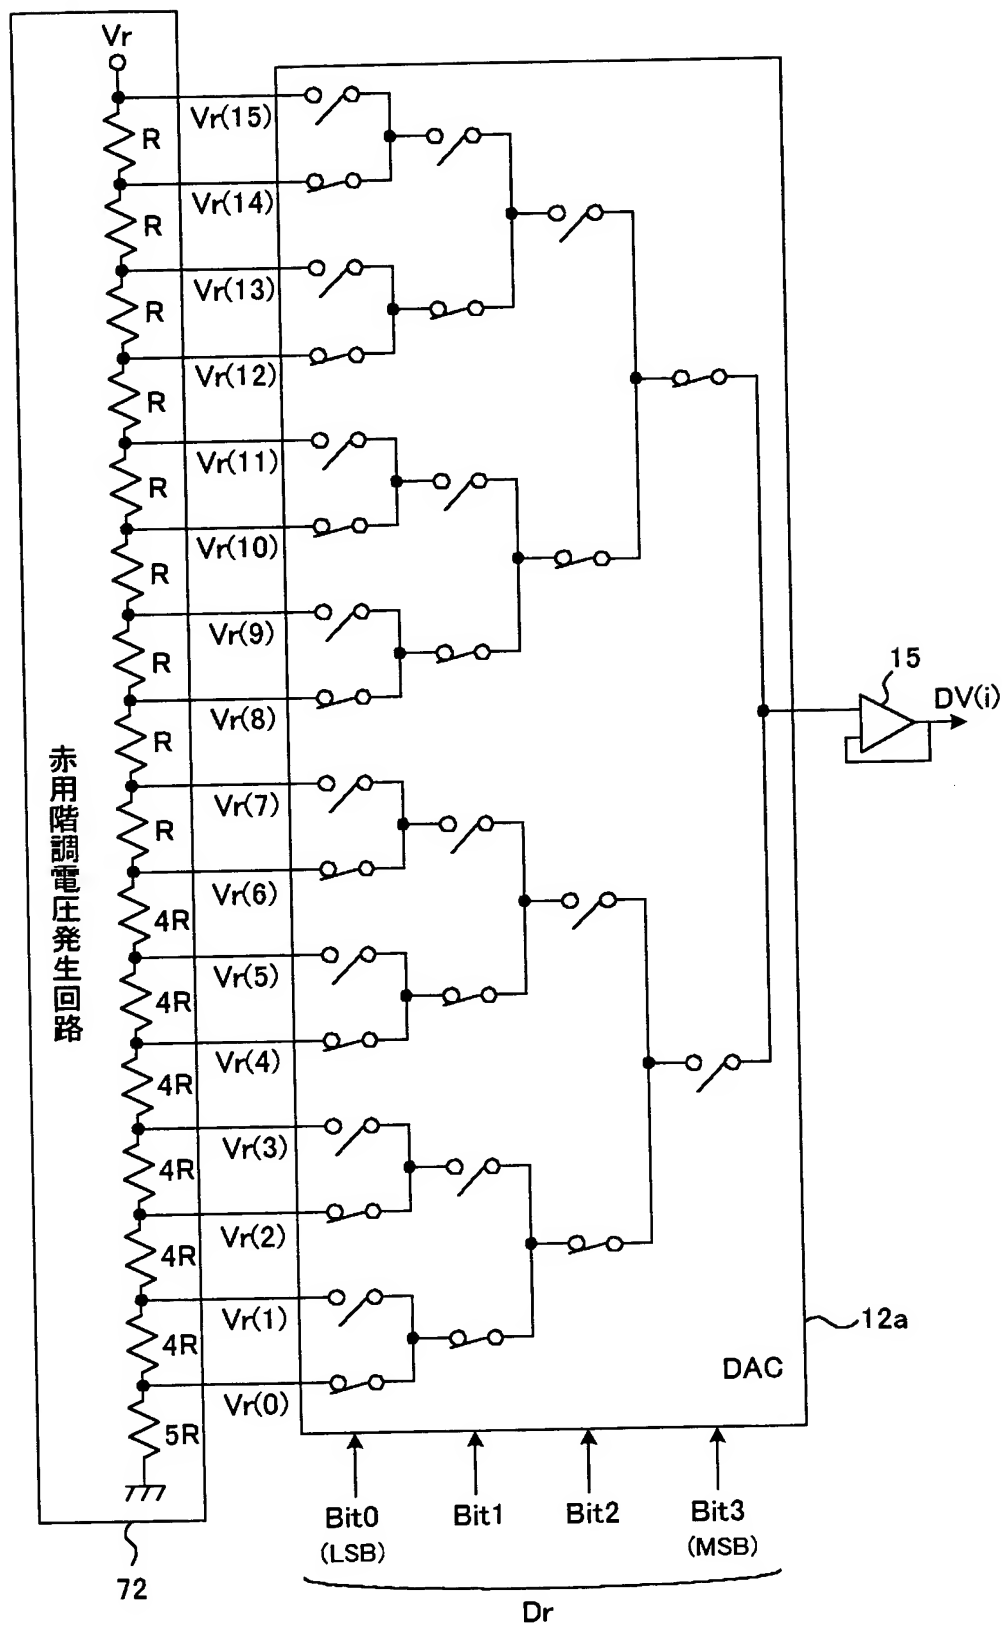 Vr
Vr(15)
R
Vr(14)
R
Vr(13)
R
Vr(12)
R
Vr(11)
R
Vr(10)
R
Vr(9)
R
Vr(8)
R
Vr(7)
R
Vr(6)
4R
Vr(5)
4R
Vr(4)
4R
Vr(3)
4R
Vr(2)
4R
Vr(1)
4R
Vr(0)
5R
赤用階調電圧発生回路
72
15
DV(i)
12a
DAC
Bit0
(LSB)
Bit1
Bit2
Bit3
(MSB)
Dr